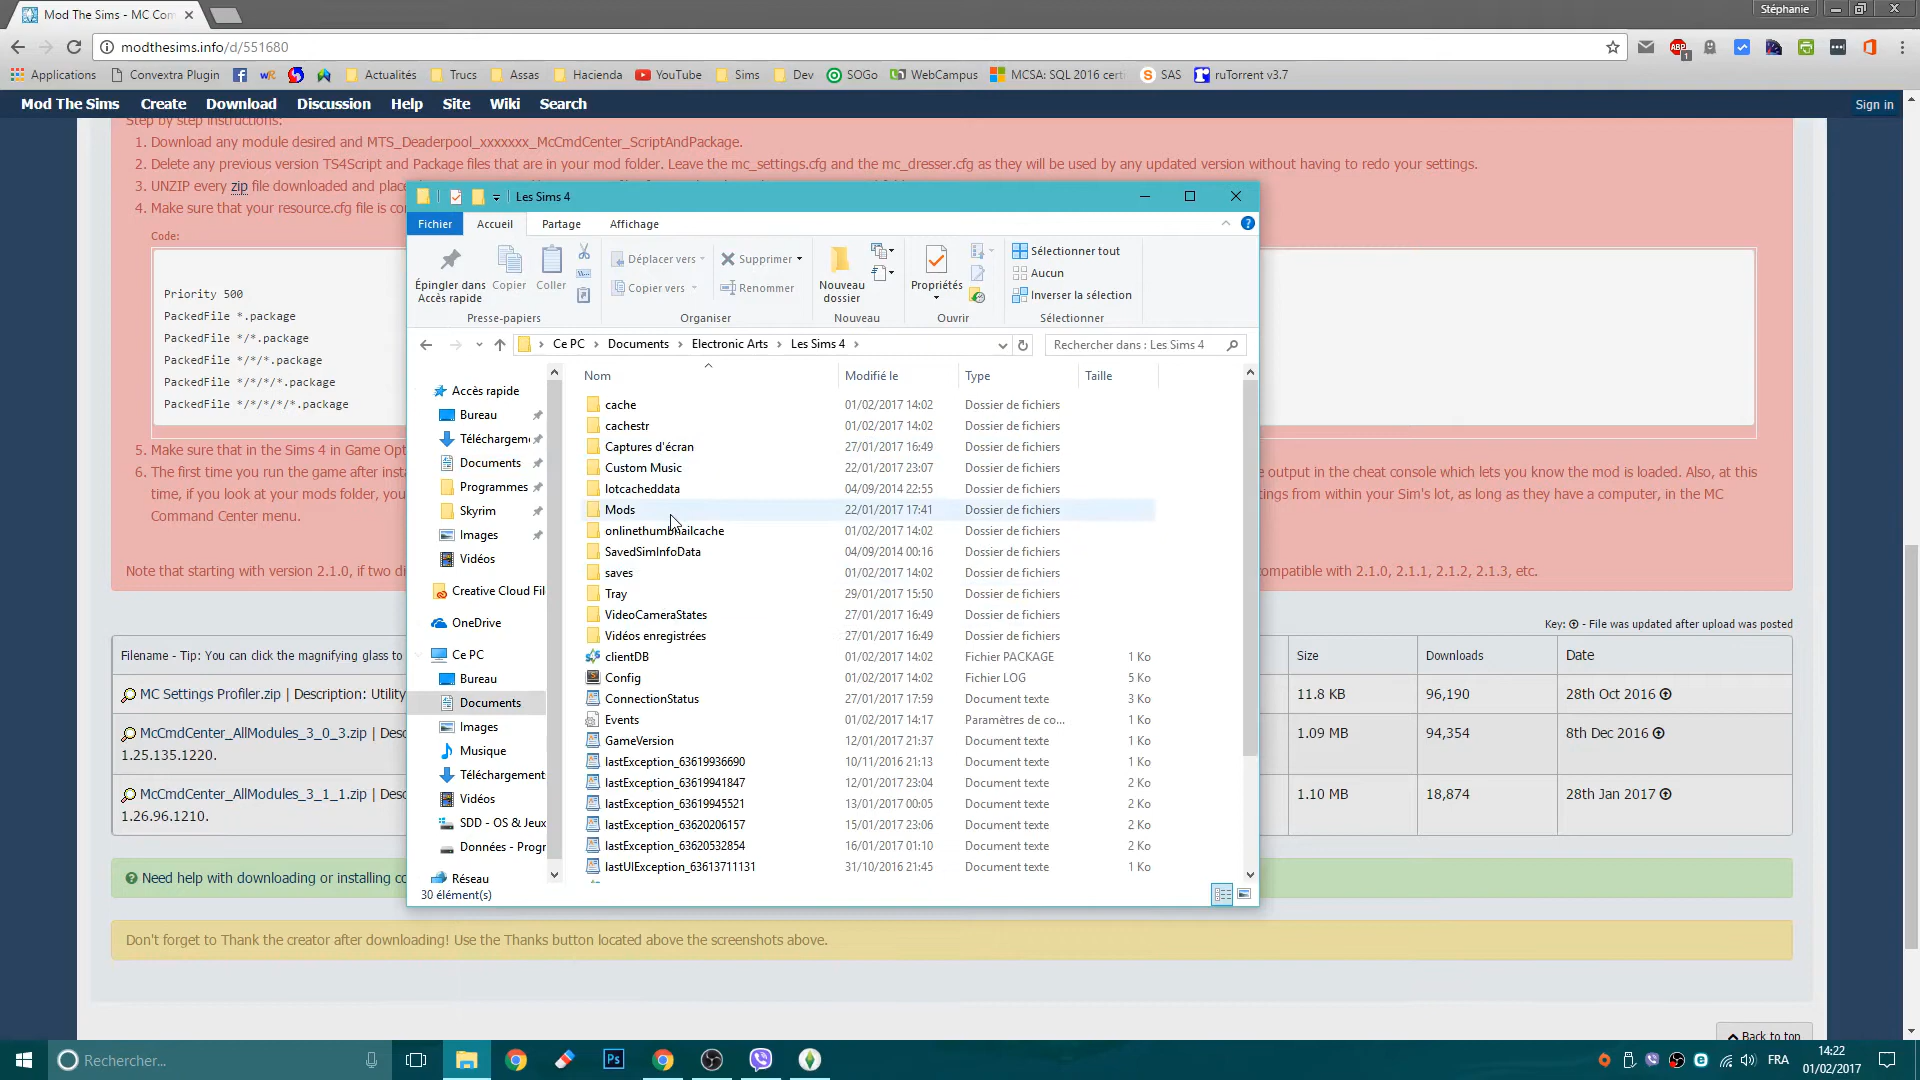 Mod The Sims - MC Com
Stéphanie
modthesims.info/d/551680
Applications
Convextra Plugin
Actualités
Trucs
Assas
Hacienda
YouTube
Sims
Dev
SOGo
WebCampus
MCSA: SQL 2016 certi
SAS
ruTorrent v3.7
Mod The Sims Create Download Discussion Help Site Wiki Search
Sign in
Step by step instructions:
1. Download any module desired and MTS_Deaderpool_xxxxxxx_McCmdCenter_ScriptAndPackage.
2. Delete any previous version TS4Script and Package files that are in your mod folder. Leave the mc_settings.cfg and the mc_dresser.cfg as they will be used by any updated version without having to redo your settings.
3. UNZIP every zip file downloaded and place
4. Make sure that your resource.cfg file is co
Code:
Priority 500
PackedFile *.package
PackedFile */*.package
PackedFile */*/*.package
PackedFile */*/*/*.package
PackedFile */*/*/*/*.package
5. Make sure that in the Sims 4 in Game Opt
6. The first time you run the game after insta
e output in the cheat console which lets you know the mod is loaded. Also, at this
time, if you look at your mods folder, you
tings from within your Sim's lot, as long as they have a computer, in the MC
Command Center menu.
Note that starting with version 2.1.0, if two di
compatible with 2.1.0, 2.1.1, 2.1.2, 2.1.3, etc.
Key: - File was updated after upload was posted
Filename - Tip: You can click the magnifying glass to
Size Downloads Date
MC Settings Profiler.zip | Description: Utility
11.8 KB 96,190 28th Oct 2016
McCmdCenter_AllModules_3_0_3.zip | Des
1.25.135.1220.
1.09 MB 94,354 8th Dec 2016
McCmdCenter_AllModules_3_1_1.zip | Des
1.26.96.1210.
1.10 MB 18,874 28th Jan 2017
Need help with downloading or installing co
Don't forget to Thank the creator after downloading! Use the Thanks button located above the screenshots above.
Back to top
Les Sims 4
Fichier Accueil Partage Affichage
Épingler dans
Accès rapide
Copier
Coller
Presse-papiers
Déplacer vers
Copier vers
Supprimer
Renommer
Organiser
Nouveau
dossier
Nouveau
Propriétés
Ouvrir
Sélectionner tout
Aucun
Inverser la sélection
Sélectionner
Ce PC > Documents > Electronic Arts > Les Sims 4 >
Rechercher dans : Les Sims 4
Accès rapide
Bureau
Téléchargem
Documents
Programmes
Skyrim
Images
Vidéos
Creative Cloud Fil
OneDrive
Ce PC
Bureau
Documents
Images
Musique
Téléchargement
Vidéos
SDD - OS & Jeux
Données - Progr
Réseau
Nom Modifié le Type Taille
cache 01/02/2017 14:02 Dossier de fichiers
cachestr 01/02/2017 14:02 Dossier de fichiers
Captures d'écran 27/01/2017 16:49 Dossier de fichiers
Custom Music 22/01/2017 23:07 Dossier de fichiers
lotcacheddata 04/09/2014 22:55 Dossier de fichiers
Mods 22/01/2017 17:41 Dossier de fichiers
onlinethumbnailcache 01/02/2017 14:02 Dossier de fichiers
SavedSimInfoData 04/09/2014 00:16 Dossier de fichiers
saves 01/02/2017 14:02 Dossier de fichiers
Tray 29/01/2017 15:50 Dossier de fichiers
VideoCameraStates 27/01/2017 16:49 Dossier de fichiers
Vidéos enregistrées 27/01/2017 16:49 Dossier de fichiers
clientDB 01/02/2017 14:02 Fichier PACKAGE 1 Ko
Config 01/02/2017 14:02 Fichier LOG 5 Ko
ConnectionStatus 27/01/2017 17:59 Document texte 3 Ko
Events 01/02/2017 14:17 Paramètres de co... 1 Ko
GameVersion 12/01/2017 21:37 Document texte 1 Ko
lastException_63619936690 10/11/2016 21:13 Document texte 1 Ko
lastException_63619941847 12/01/2017 23:04 Document texte 2 Ko
lastException_63619945521 13/01/2017 00:05 Document texte 2 Ko
lastException_63620206157 15/01/2017 23:06 Document texte 2 Ko
lastException_63620532854 16/01/2017 01:10 Document texte 2 Ko
lastUIException_63613711131 31/10/2016 21:45 Document texte 1 Ko
30 élément(s)
Rechercher...
Ps
FRA
14:22
01/02/2017